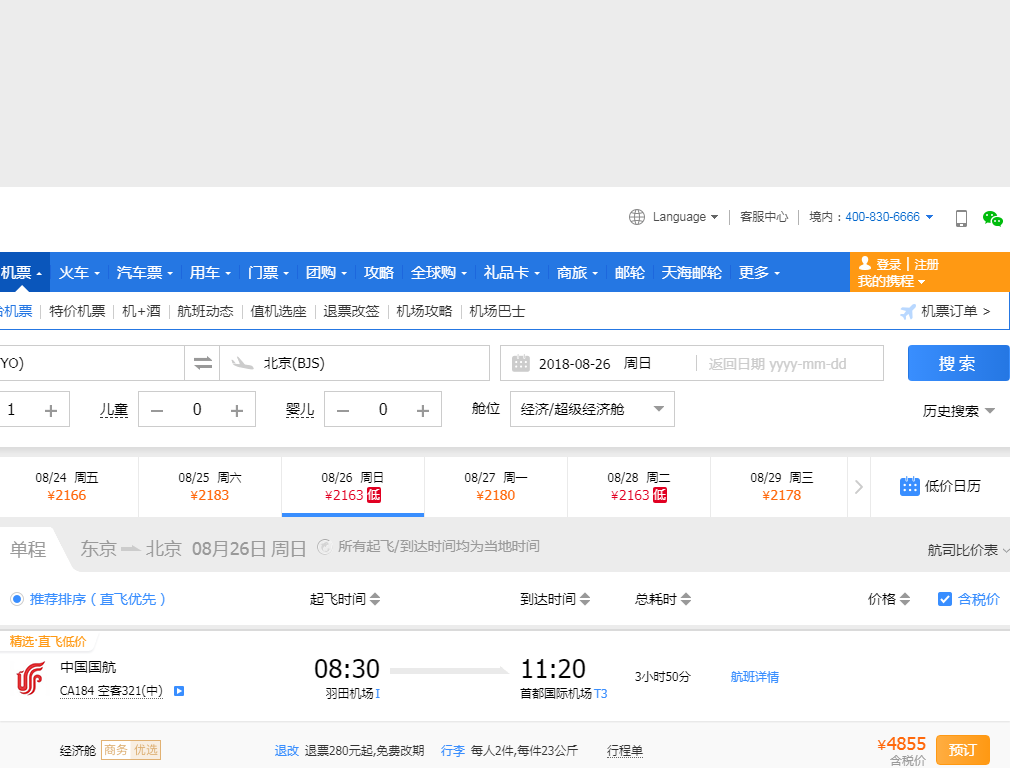 Language 客服中心 境内：400-830-6666
机票 火车 汽车票 用车 门票 团购 攻略 全球购 礼品卡 商旅 邮轮 天海邮轮 更多 登录 | 注册
我的携程
机票 特价机票 机+酒 航班动态 值机选座 退票改签 机场攻略 机场巴士 机票订单 >
YO) 北京(BJS) 2018-08-26 周日 返回日期 yyyy-mm-dd 搜索
1 + 儿童 — 0 + 婴儿 — 0 + 舱位 经济/超级经济舱 历史搜索
08/24 周五 08/25 周六 08/26 周日 08/27 周一 08/28 周二 08/29 周三 低价日历
¥2166 ¥2183 ¥2163低 ¥2180 ¥2163低 ¥2178
单程 东京 北京 08月26日 周日 所有起飞/到达时间均为当地时间 航司比价表
推荐排序（直飞优先） 起飞时间 到达时间 总耗时 价格 含税价
精选·直飞低价
中国国航 08:30 11:20 3小时50分 航班详情
CA184 空客321(中) 羽田机场I 首都国际机场T3
经济舱 商务 优选 退改 退票280元起,免费改期 行李 每人2件,每件23公斤 行程单 ¥4855 预订
含税价